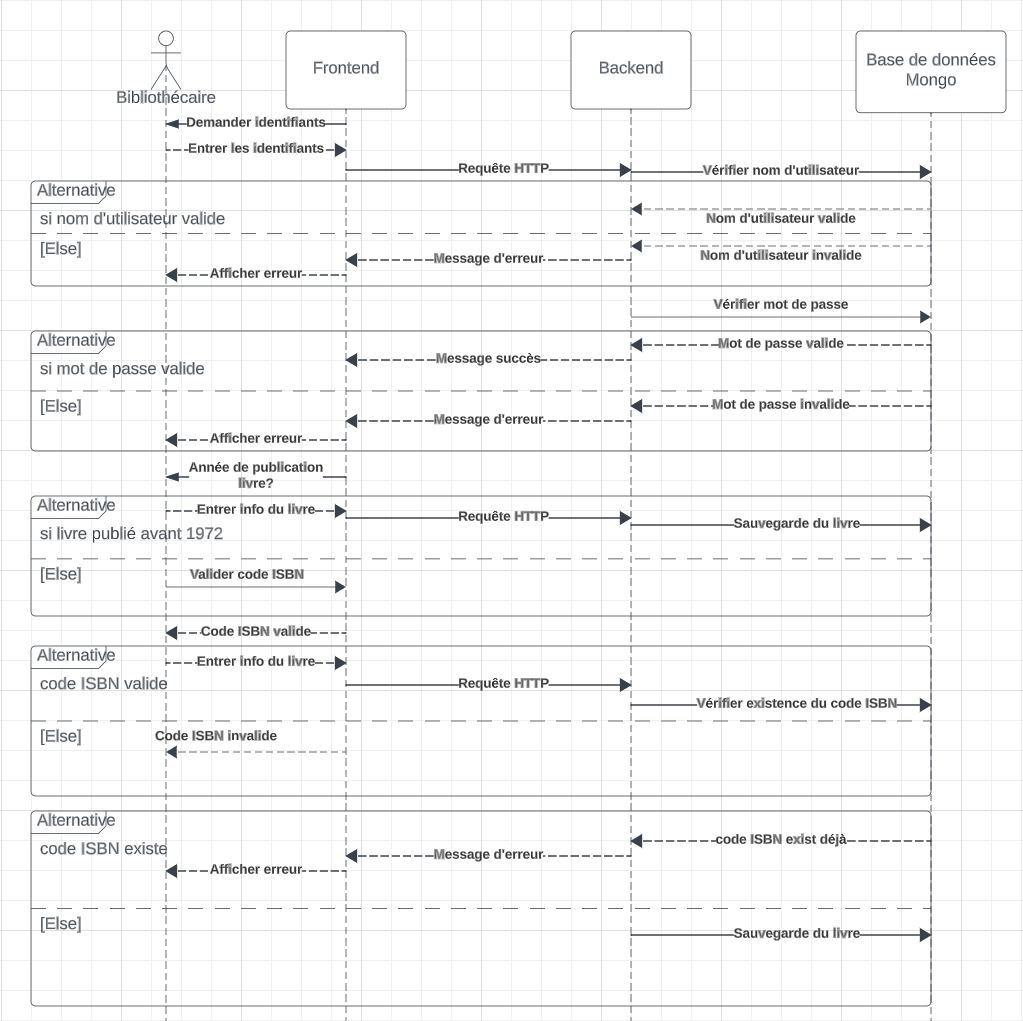 Bibliothécaire
Frontend
Backend
Base de données
Mongo
Demander identifiants
Entrer les identifiants
Requête HTTP
Vérifier nom d'utilisateur
Alternative
si nom d'utilisateur valide
Nom d'utilisateur valide
[Else]
Nom d'utilisateur invalide
Message d'erreur
Afficher erreur
Vérifier mot de passe
Alternative
Mot de passe valide
Message succès
si mot de passe valide
[Else]
Mot de passe invalide
Message d'erreur
Afficher erreur
Année de publication
livre?
Alternative
Entrer info du livre
Requête HTTP
Sauvegarde du livre
si livre publié avant 1972
[Else]
Valider code ISBN
Code ISBN valide
Alternative
Entrer info du livre
code ISBN valide
Requête HTTP
Vérifier existence du code ISBN
[Else]
Code ISBN invalide
Alternative
code ISBN exist déjà
code ISBN existe
Message d'erreur
Afficher erreur
[Else]
Sauvegarde du livre